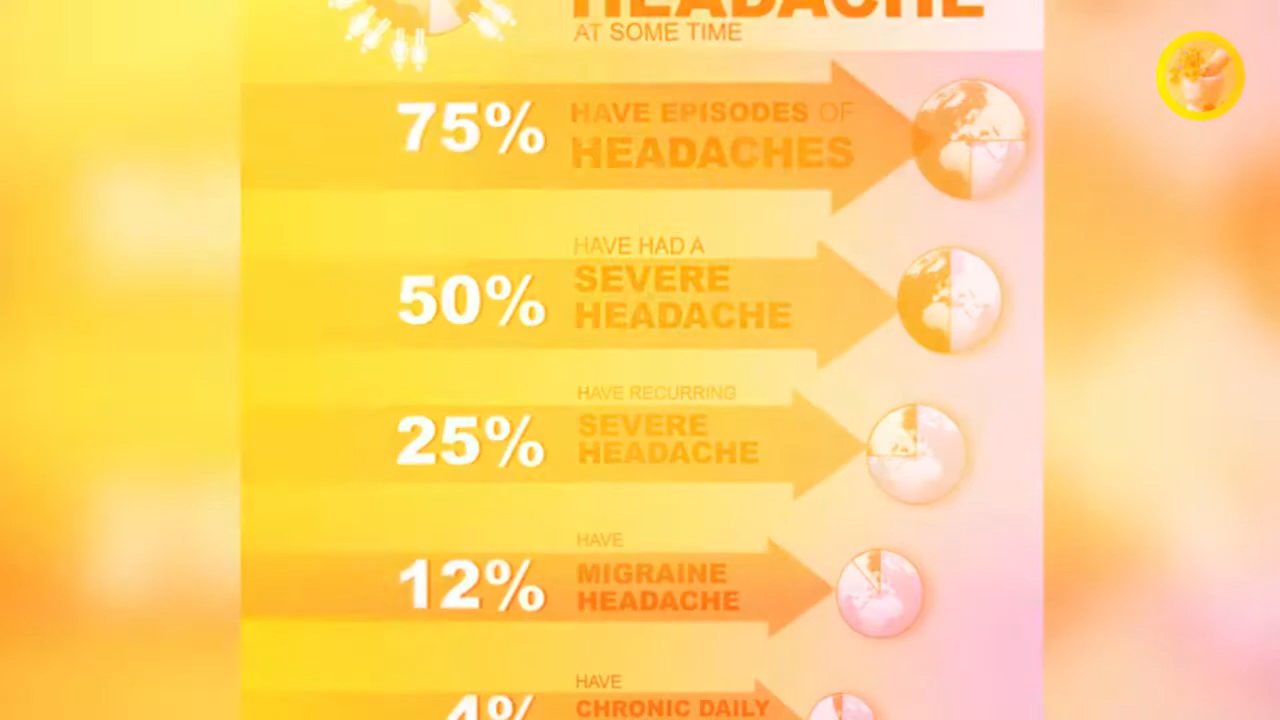 HEADACHE
AT SOME TIME
75%
HAVE EPISODES OF
HEADACHES
HAVE HAD A
50%
SEVERE
HEADACHE
HAVE RECURRING
25%
SEVERE
HEADACHE
HAVE
12%
MIGRAINE
HEADACHE
HAVE
4%
CHRONIC DAILY